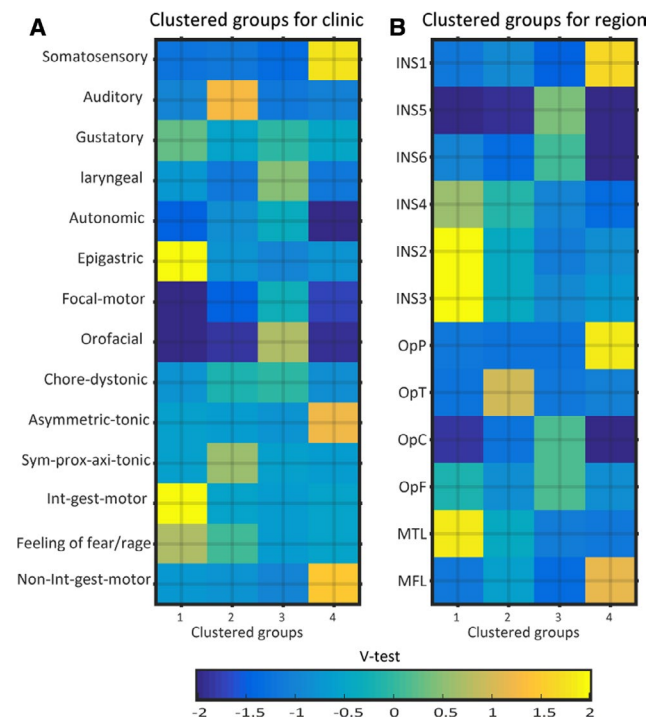 A Clustered groups for clinic
Somatosensory
Auditory
Gustatory
laryngeal
Autonomic
Epigastric
Focal-motor
Orofacial
Chore-dystonic
Asymmetric-tonic
Sym-prox-axi-tonic
Int-gest-motor
Feeling of fear/rage
Non-Int-gest-motor
1 2 3 4
Clustered groups
B Clustered groups for region
INS1
INS5
INS6
INS4
INS2
INS3
OpP
OpT
OpC
OpF
MTL
MFL
1 2 3 4
Clustered groups
V-test
-2 -1.5 -1 -0.5 0 0.5 1 1.5 2